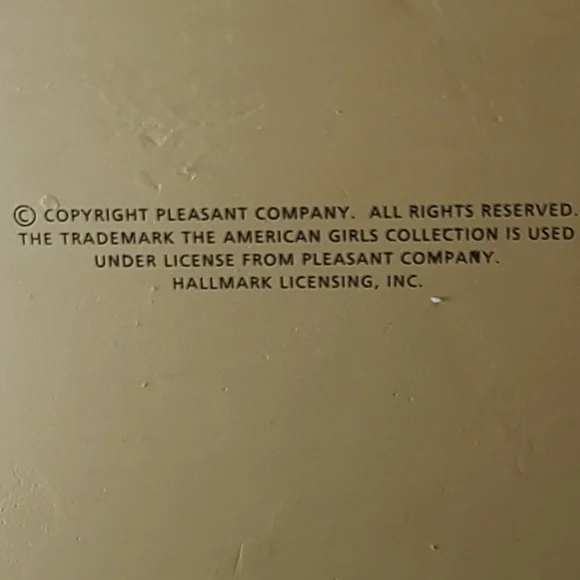 © COPYRIGHT PLEASANT COMPANY. ALL RIGHTS RESERVED.
THE TRADEMARK THE AMERICAN GIRLS COLLECTION IS USED
UNDER LICENSE FROM PLEASANT COMPANY.
HALLMARK LICENSING, INC.